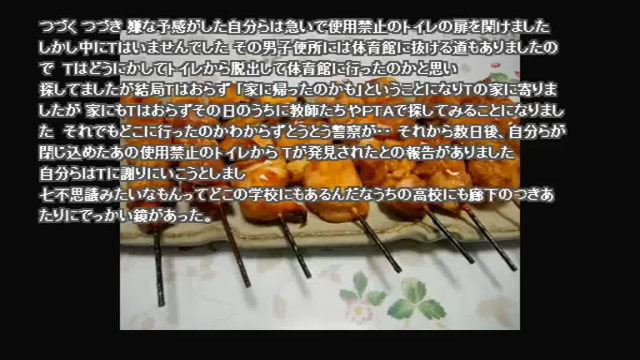 つづく つづき 嫌な予感がした自分らは急いで使用禁止のトイレの扉を開けました
しかし中にTはいませんでした その男子便所には体育館に抜ける道もありましたの
で　Tはどうにかしてトイレから脱出して体育館に行ったのかと思い
探してましたが結局Tはおらず 「家に帰ったのかも」ということになりTの家に寄りま
したが 家にもTはおらずその日のうちに教師たちやPTAで探してみることになりまし
た　それでもどこに行ったのかわからずとうとう警察が・・ それから数日後、自分らが
閉じ込めたあの使用禁止のトイレから Tが発見されたとの報告がありました
自分らはTに謝りにいこうとしまし
七不思議みたいなもんってどこの学校にもあるんだなうちの高校にも廊下のつきあ
たりにでっかい鏡があった。